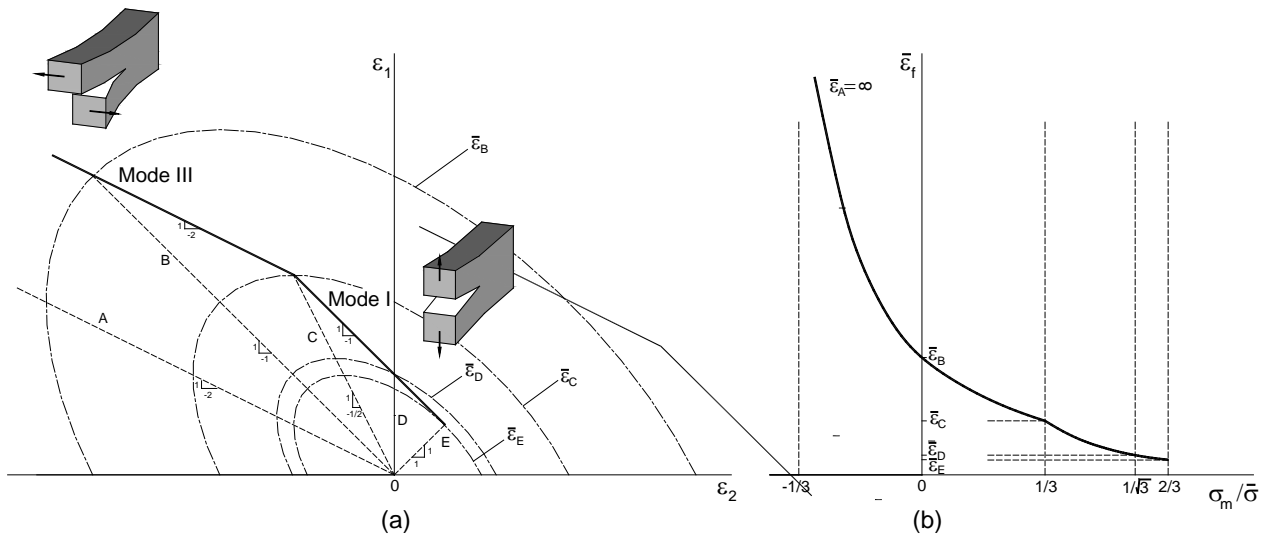 ε1
ε̄B
Mode III
1
-2
B
Mode I
A
C
1
-1
1
-1
ε̄D
ε̄C
1
-2
1
-1/2
D
E
ε̄E
1
1
0
ε2
(a)
ε̄f
ε̄A=∞
ε̄B
ε̄C
ε̄D
ε̄E
-1/3
0
1/3
1/√3
2/3
σm/σ̄
(b)